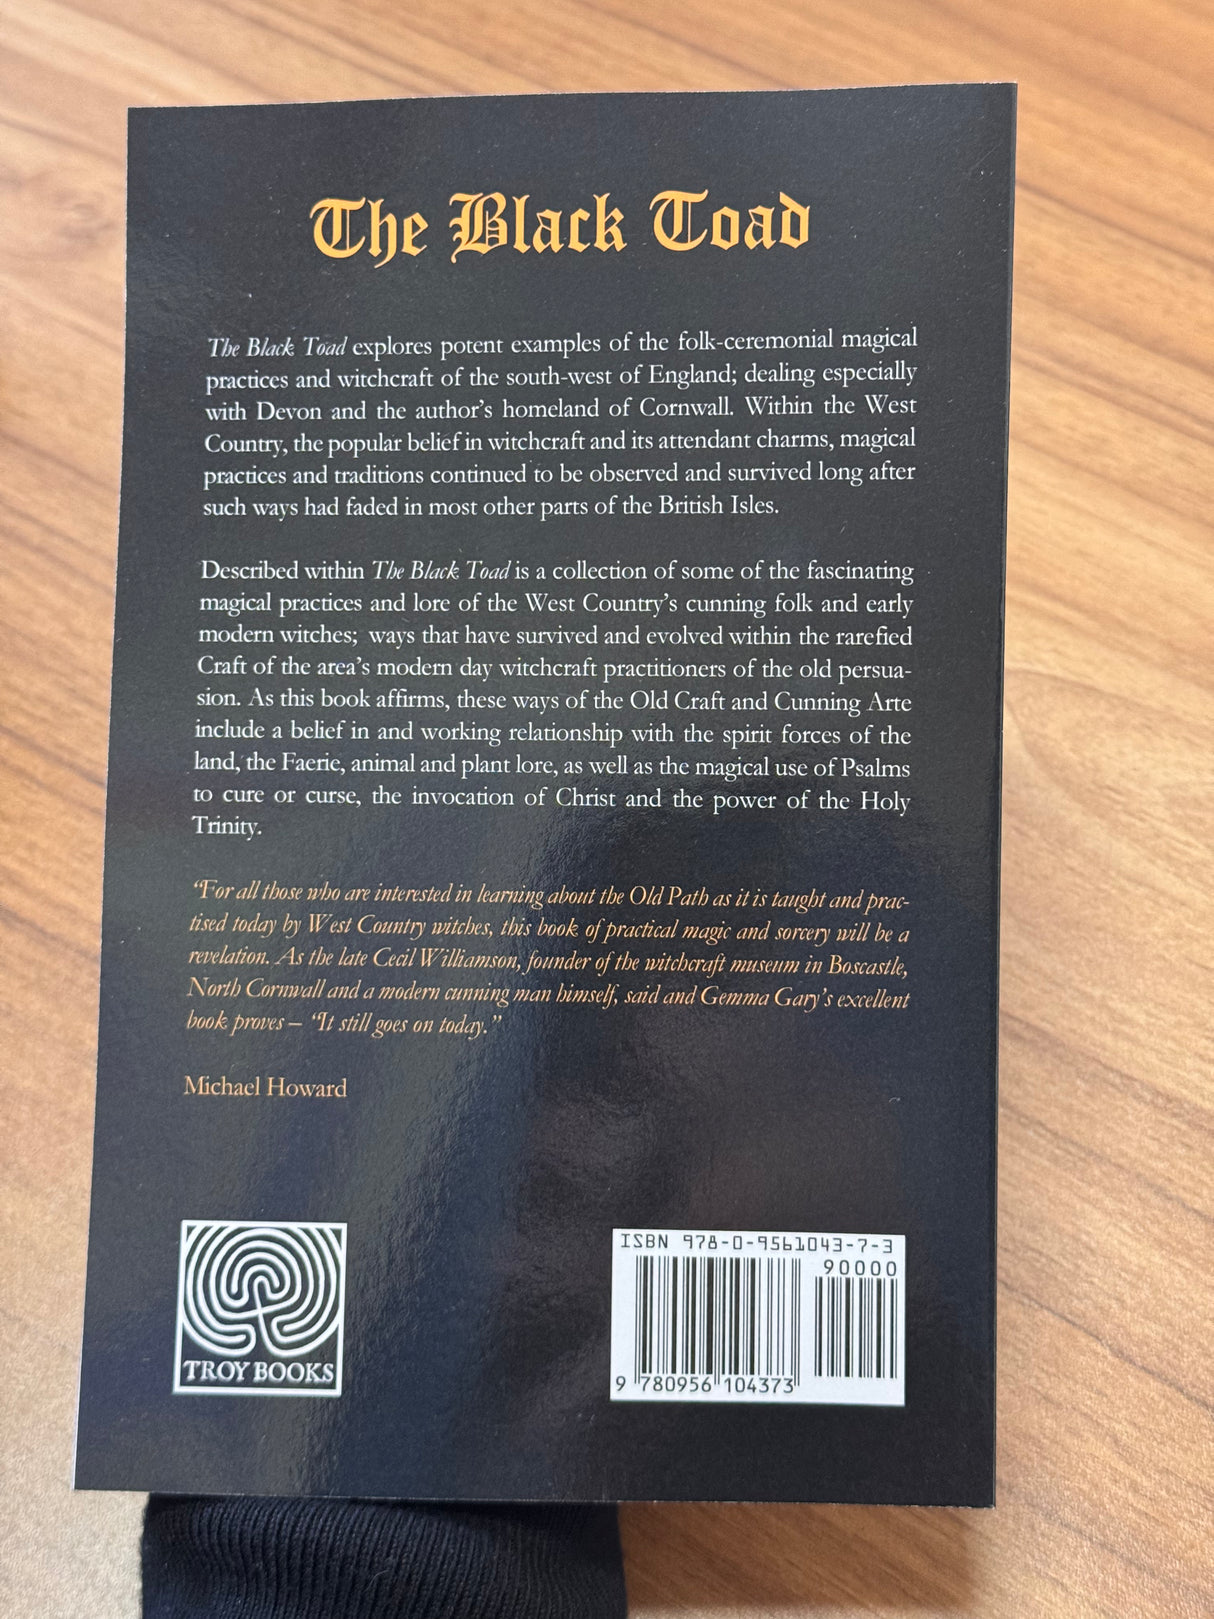 The Black Toad
The Black Toad explores potent examples of the folk-ceremonial magical
practices and witchcraft of the south-west of England; dealing especially
with Devon and the author's homeland of Cornwall. Within the West
Country, the popular belief in witchcraft and its attendant charms, magical
practices and traditions continued to be observed and survived long after
such ways had faded in most other parts of the British Isles.
Described within The Black Toad is a collection of some of the fascinating
magical practices and lore of the West Country's cunning folk and early
modern witches; ways that have survived and evolved within the rarefied
Craft of the area's modern day witchcraft practitioners of the old persua-
sion. As this book affirms, these ways of the Old Craft and Cunning Arte
include a belief in and working relationship with the spirit forces of the
land, the Faerie, animal and plant lore, as well as the magical use of Psalms
to cure or curse, the invocation of Christ and the power of the Holy
Trinity.
“For all those who are interested in learning about the Old Path as it is taught and prac-
tised today by West Country witches, this book of practical magic and sorcery will be a
revelation. As the late Cecil Williamson, founder of the witchcraft museum in Boscastle,
North Cornwall and a modern cunning man himself, said and Gemma Gary's excellent
book proves – “It still goes on today.”
Michael Howard
TROY BOOKS
ISBN 978-0-9561043-7-3
90000
9 780956 104373